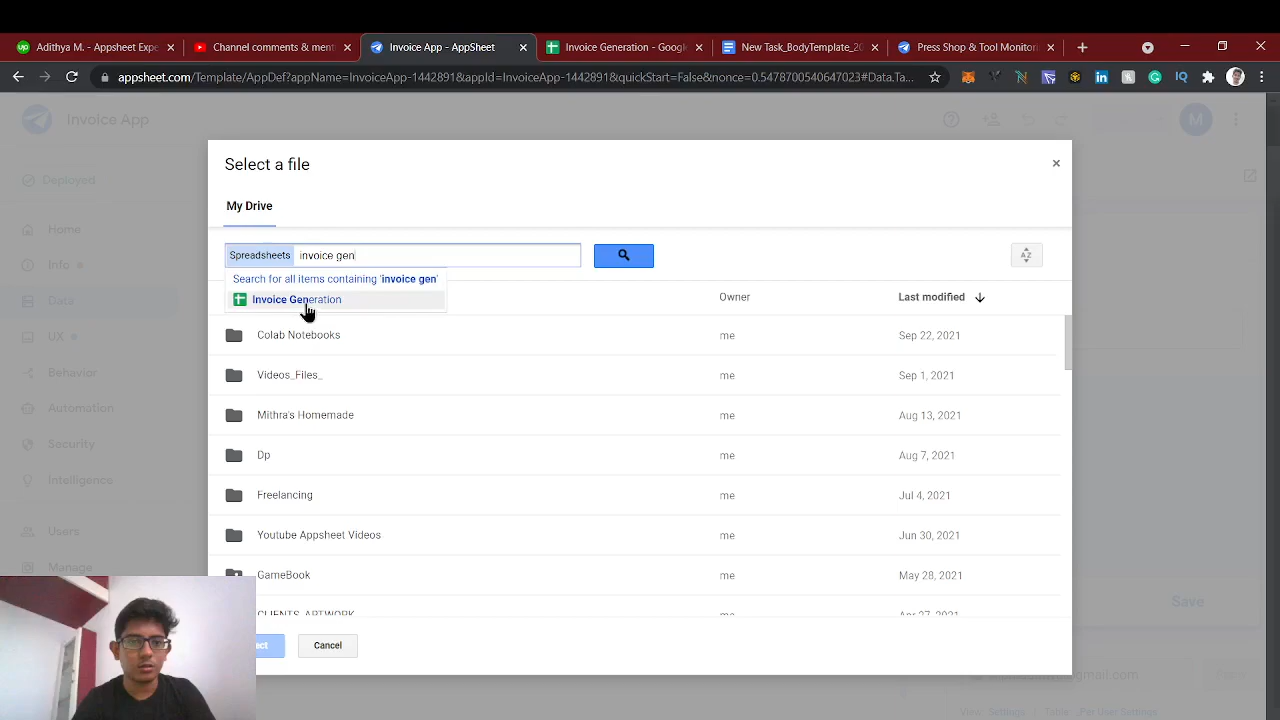 Adithya M. - Appsheet Expe
Channel comments & ment
Invoice App - AppSheet
Invoice Generation - Google
New Task_BodyTemplate_20
Press Shop & Tool Monitori
appsheet.com/Template/AppDef?appName=InvoiceApp-1442891&appId=InvoiceApp-1442891&quickStart=False&nonce=0.5478700540647023#Data.Ta...
Invoice App
M
Deployed
Home
Info
Data
UX
Behavior
Automation
Security
Intelligence
Users
Manage
Select a file
My Drive
Spreadsheets invoice gen
Search for all items containing 'invoice gen'
Invoice Generation
Owner
Last modified
Colab Notebooks me Sep 22, 2021
Videos_Files_ me Sep 1, 2021
Mithra's Homemade me Aug 13, 2021
Dp me Aug 7, 2021
Freelancing me Jul 4, 2021
Youtube Appsheet Videos me Jun 30, 2021
GameBook me May 28, 2021
CLIENTS_ARTWORK me Apr 27, 2021
ect
Cancel
Save